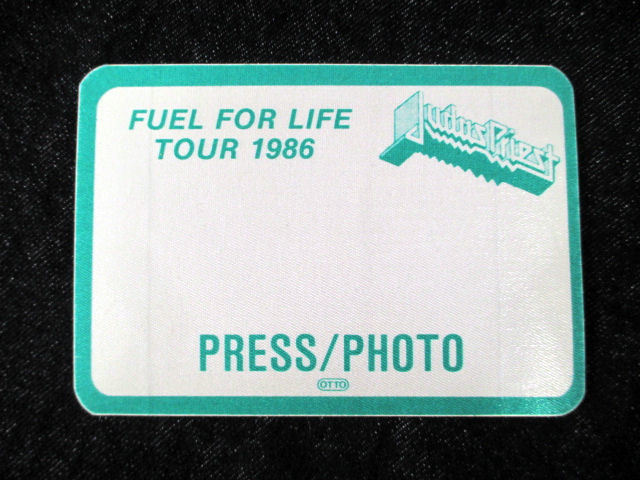 FUEL FOR LIFE
TOUR 1986
Judas Priest
PRESS/PHOTO
OTTO